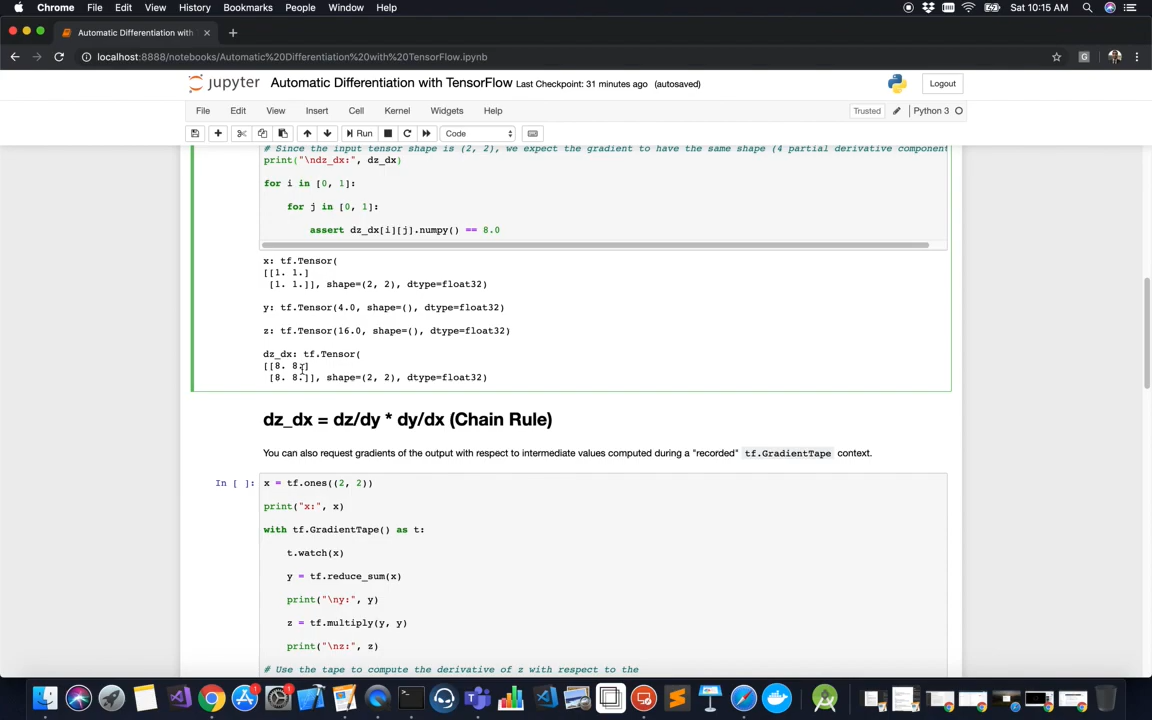 Chrome File Edit View History Bookmarks People Window Help Sat 10:15 AM
Automatic Differentiation with
localhost:8888/notebooks/Automatic%20Differentiation%20with%20TensorFlow.ipynb
jupyter Automatic Differentiation with TensorFlow Last Checkpoint: 31 minutes ago (autosaved) Logout
File Edit View Insert Cell Kernel Widgets Help Trusted Python 3
Run Code
# Since the input tensor shape is (2, 2), we expect the gradient to have the same shape (4 partial derivative component
print("\ndz_dx:", dz_dx)
for i in [0, 1]:
for j in [0, 1]:
assert dz_dx[i][j].numpy() == 8.0
x: tf.Tensor(
[[1. 1.]
[1. 1.]], shape=(2, 2), dtype=float32)
y: tf.Tensor(4.0, shape=(), dtype=float32)
z: tf.Tensor(16.0, shape=(), dtype=float32)
dz_dx: tf.Tensor(
[[8. 8.]
[8. 8.]], shape=(2, 2), dtype=float32)
dz_dx = dz/dy * dy/dx (Chain Rule)
You can also request gradients of the output with respect to intermediate values computed during a "recorded" tf.GradientTape context.
In [ ]: x = tf.ones((2, 2))
print("x:", x)
with tf.GradientTape() as t:
t.watch(x)
y = tf.reduce_sum(x)
print("\ny:", y)
z = tf.multiply(y, y)
print("\nz:", z)
# Use the tape to compute the derivative of z with respect to the